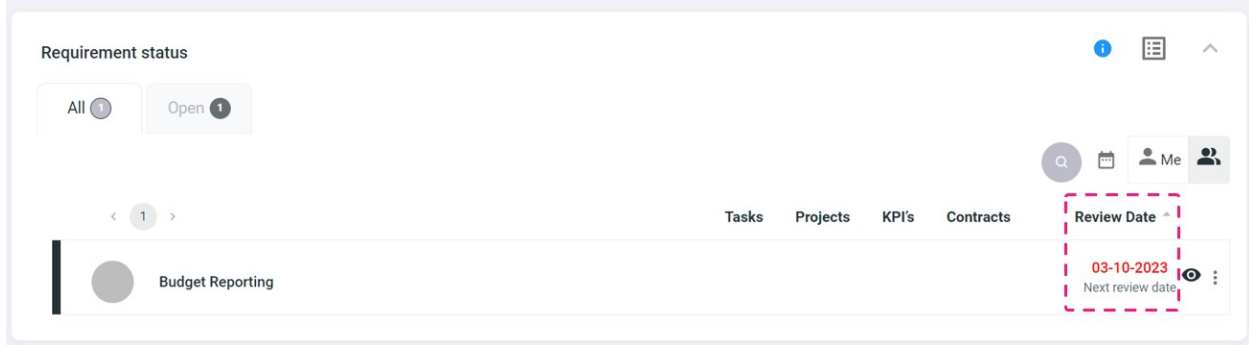 Requirement status
All 1
Open 1
Me
1
Tasks Projects KPI's Contracts Review Date
Budget Reporting
03-10-2023
Next review date